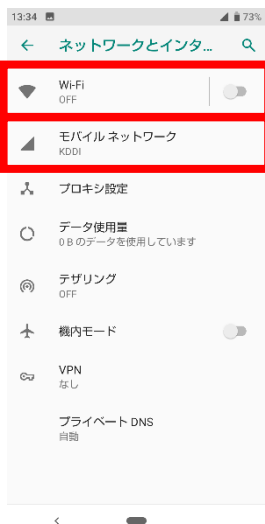 13:34 73%
ネットワークとインタ...
Wi-Fi
OFF
モバイル ネットワーク
KDDI
プロキシ設定
データ使用量
0 B のデータを使用しています
テザリング
OFF
機内モード
VPN
なし
プライベート DNS
自動